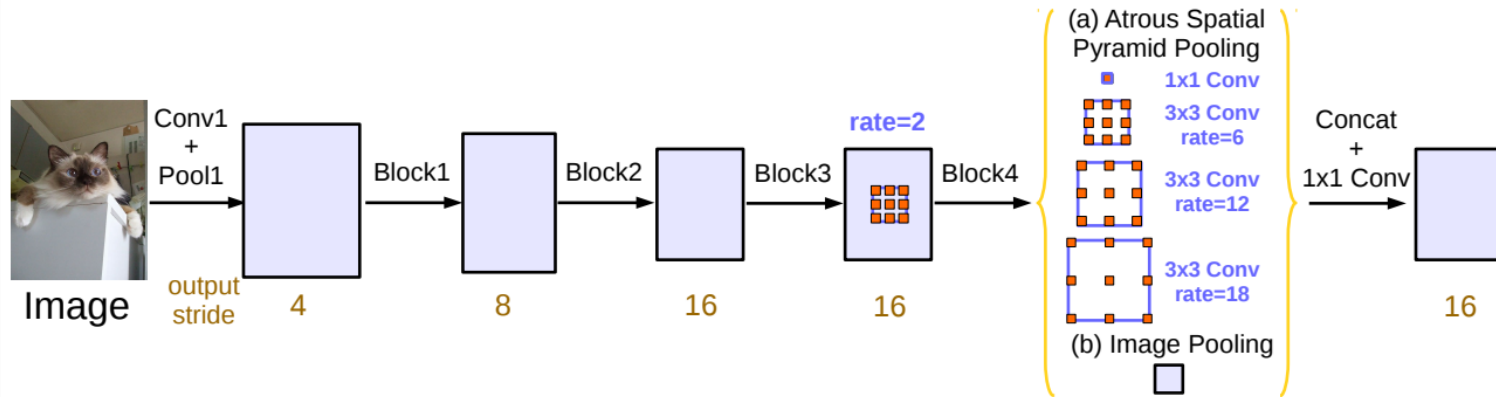 Image
Conv1
+
Pool1
output
stride
4
Block1
8
Block2
16
Block3
rate=2
16
Block4
(a) Atrous Spatial
Pyramid Pooling
1x1 Conv
3x3 Conv
rate=6
3x3 Conv
rate=12
3x3 Conv
rate=18
(b) Image Pooling
Concat
+
1x1 Conv
16